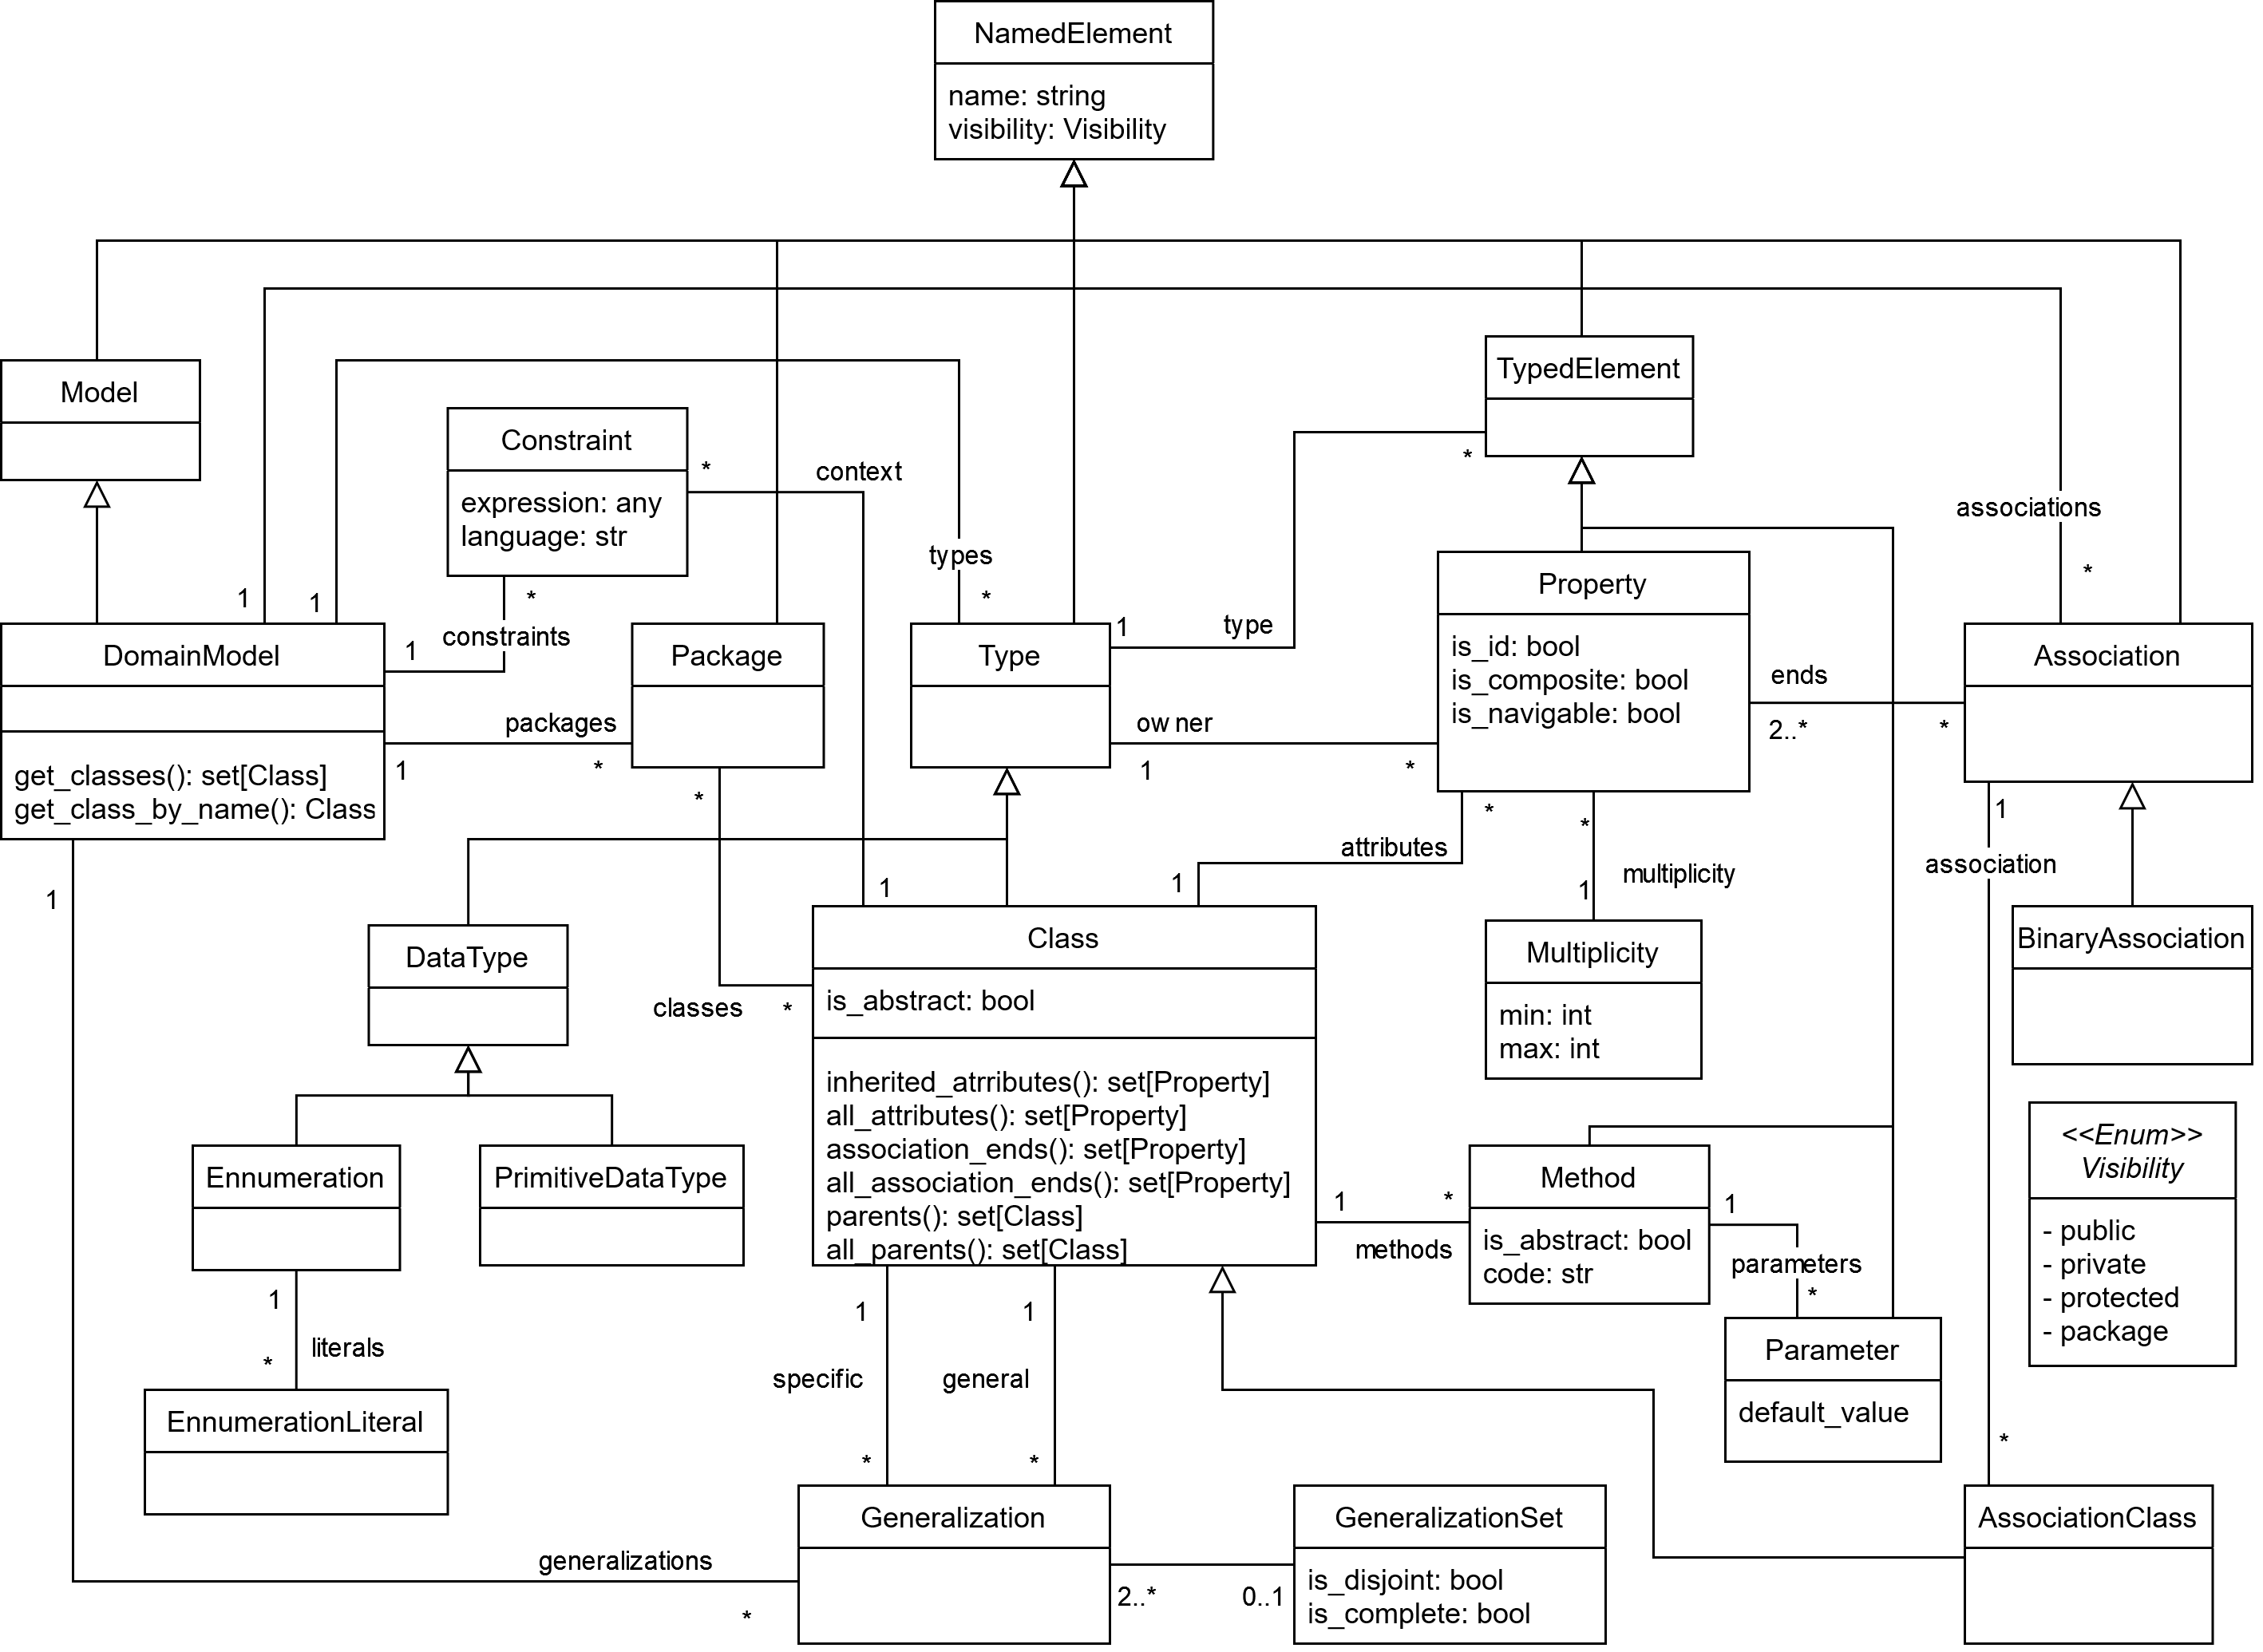 NamedElement
name: string
visibility: Visibility
Model
TypedElement
Constraint
expression: any
language: str
*
context
*
associations
types
*
Property
is_id: bool
is_composite: bool
is_navigable: bool
1
1
*
*
constraints
1
1
type
DomainModel
get_classes(): set[Class]
get_class_by_name(): Class
Package
Type
Association
ends
2..*
*
packages
1
*
owner
1
*
*
*
*
1
attributes
multiplicity
association
1
1
1
1
Class
is_abstract: bool
inherited_atrributes(): set[Property]
all_attributes(): set[Property]
association_ends(): set[Property]
all_association_ends(): set[Property]
parents(): set[Class]
all_parents(): set[Class]
DataType
Multiplicity
min: int
max: int
BinaryAssociation
classes
*
<<Enum>>
Visibility
- public
- private
- protected
- package
Ennumeration
PrimitiveDataType
Method
is_abstract: bool
code: str
1
*
methods
1
parameters
*
1
literals
*
1
1
specific
general
*
*
Parameter
default_value
EnnumerationLiteral
*
Generalization
GeneralizationSet
is_disjoint: bool
is_complete: bool
AssociationClass
generalizations
*
2..*
0..1